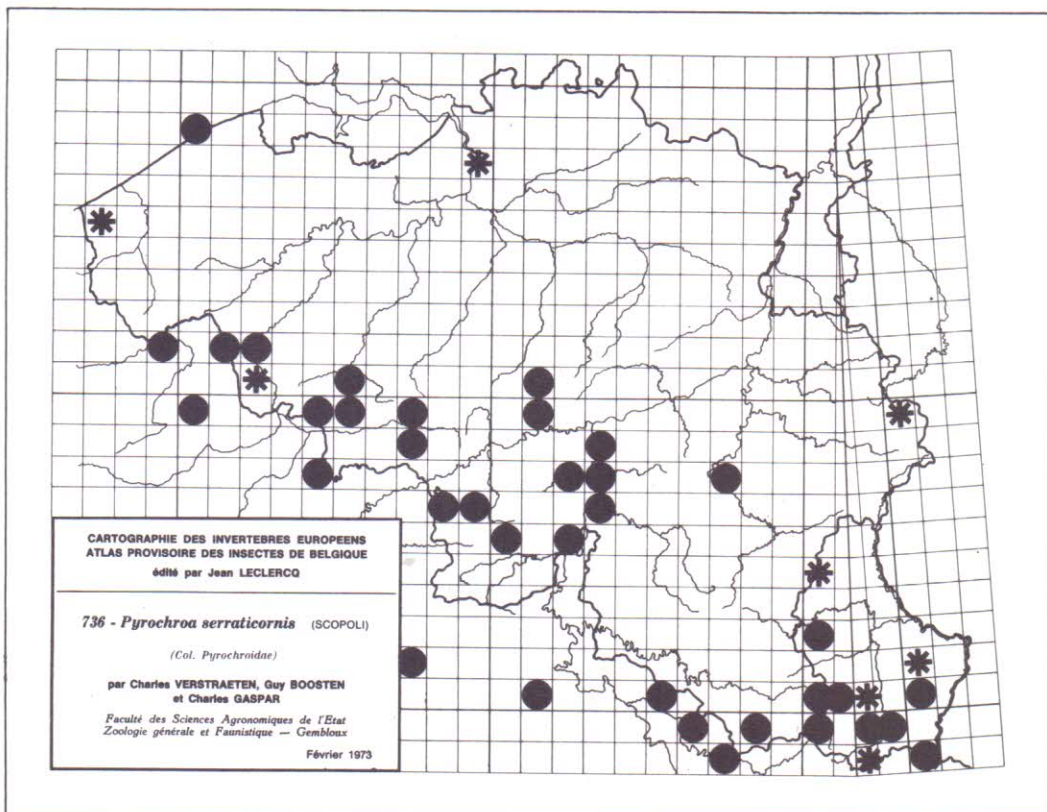 CARTOGRAPHIE DES INVERTEBRES EUROPEENS
ATLAS PROVISOIRE DES INSECTES DE BELGIQUE
édité par Jean LECLERCQ
736 - Pyrochroa serraticornis (SCOPOLI)
(Col. Pyrochroidae)
par Charles VERSTRAETEN, Guy BOOSTEN
et Charles GASPAR
Faculté des Sciences Agronomiques de l'Etat
Zoologie générale et Faunistique — Gembloux
Février 1973